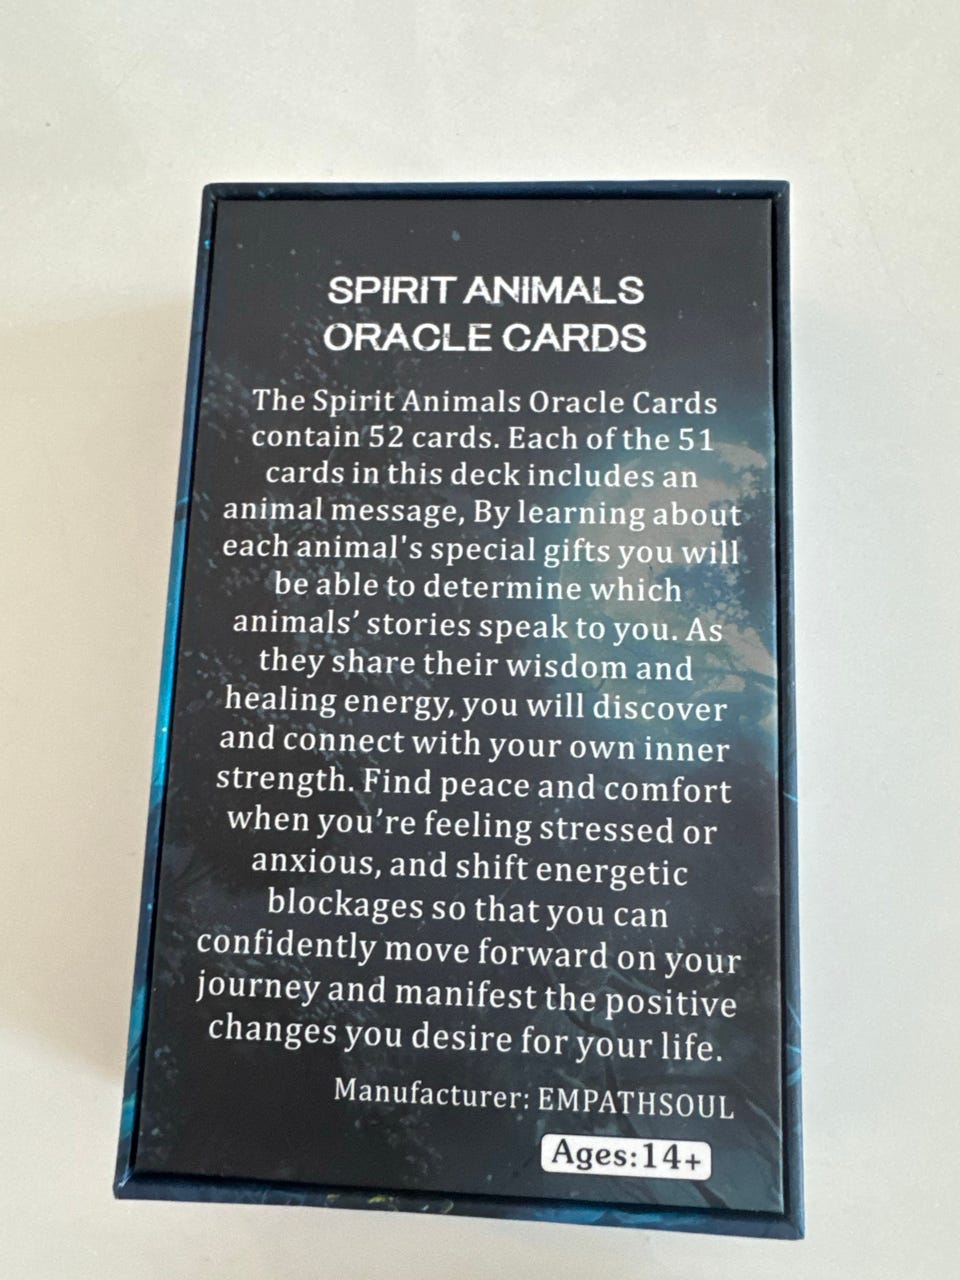 SPIRIT ANIMALS
ORACLE CARDS
The Spirit Animals Oracle Cards
contain 52 cards. Each of the 51
cards in this deck includes an
animal message, By learning about
each animal's special gifts you will
be able to determine which
animals’ stories speak to you. As
they share their wisdom and
healing energy, you will discover
and connect with your own inner
strength. Find peace and comfort
when you’re feeling stressed or
anxious, and shift energetic
blockages so that you can
confidently move forward on your
journey and manifest the positive
changes you desire for your life.
Manufacturer: EMPATHSOUL
Ages:14+